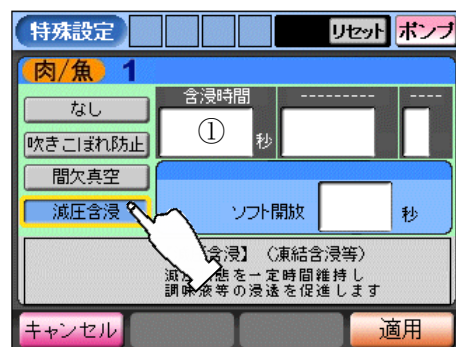 特殊設定
リセット
ポンプ
肉/魚 1
含浸時間
---------
----
なし
① 秒
吹きこぼれ防止
間欠真空
減圧含浸
ソフト開放 秒
含浸】 (凍結含浸等)
態を一定時間維持し
調味液等の浸透を促進します
キャンセル
適用